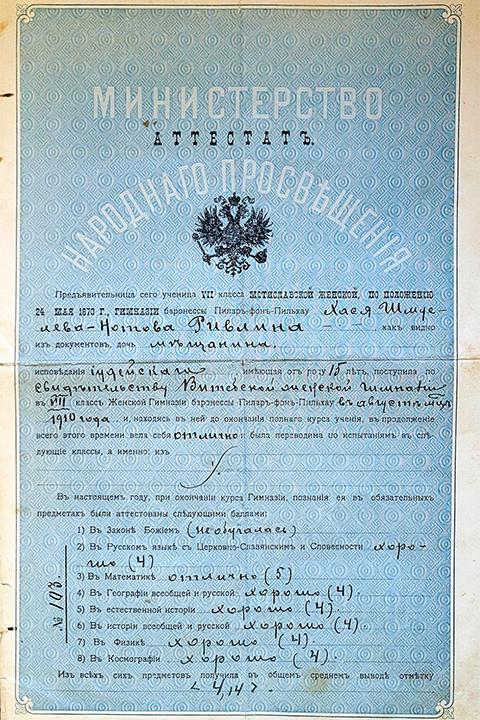 МИНИСТЕРСТВО
АТТЕСТАТЪ.
НАРОДНАГО ПРОСВѢЩЕНІЯ
Предъявительница сего ученица VII класса МСТИСЛАВСКОЙ ЖЕНСКОЙ, ПО ПОЛОЖЕНІЮ
24 МАЯ 1870 Г., ГИМНАЗІИ баронессы Пиларъ-фонъ-Пильхау Хася Шмуе-
лева-Нотова Ривлина какъ видно
изъ документовъ, дочь мѣщанина,
исповѣданія іудейскаго имѣющая отъ роду 15 лѣтъ, поступила по
свидѣтельству Витебской женской гимназіи
въ VII классъ Женской Гимназіи баронессы Пиларъ-фонъ-Пильхау въ августѣ мцѣ
1910 года, и, находясь въ ней до окончанія полнаго курса ученія, въ продолженіе
всего этого времени вела себя отлично и была переводима по испытаніямъ въ слѣ-
дующіе классы, а именно: изъ
Въ настоящемъ году, при окончаніи курса Гимназіи, познанія ея въ обязательныхъ
предметахъ были аттестованы слѣдующими баллами:
1) Въ Законѣ Божіемъ (не обучалась)
2) Въ Русскомъ языкѣ съ Церковно-Славянскимъ и Словесности хоро-
шо (4)
3) Въ Математикѣ отлично (5)
4) Въ Географіи всеобщей и русской хорошо (4)
5) Въ естественной исторіи хорошо (4)
6) Въ исторіи всеобщей и русской хорошо (4)
7) Въ Физикѣ хорошо (4)
8) Въ Космографіи хорошо (4)
Изъ всѣхъ сихъ предметовъ получила въ общемъ среднемъ выводѣ отмѣтку
4,14
№ 103.